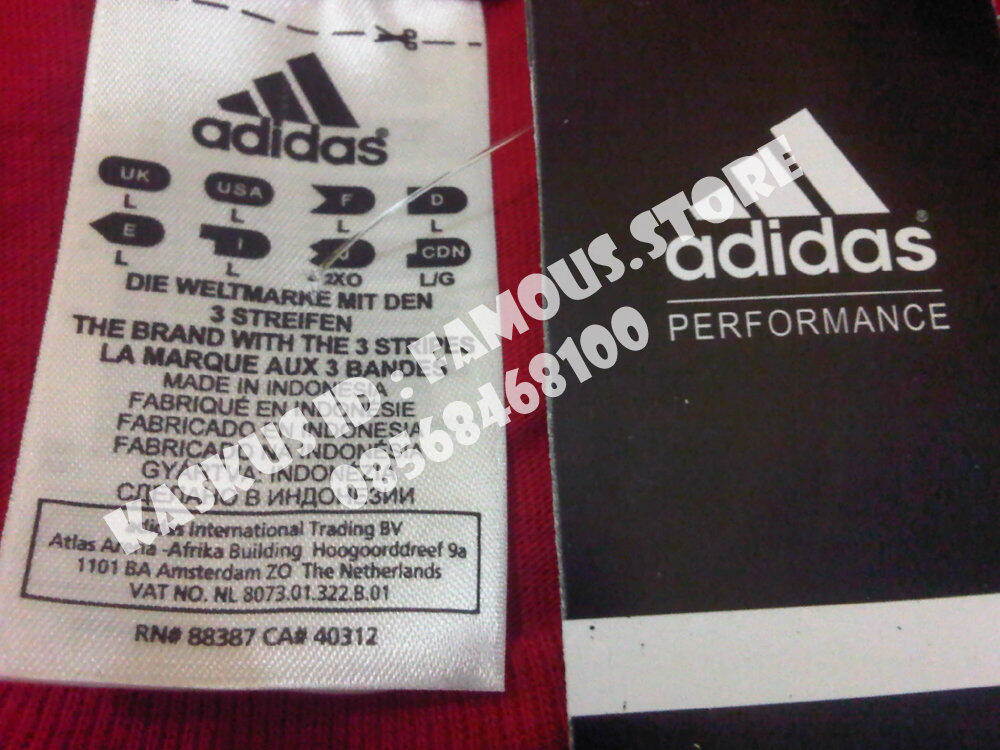 adidas®
UK USA F D
L L L L
E I J CDN
L L 2XO L/G
DIE WELTMARKE MIT DEN
3 STREIFEN
THE BRAND WITH THE 3 STRIPES
LA MARQUE AUX 3 BANDES
MADE IN INDONESIA
FABRIQUÉ EN INDONESIE
FABRICADO EN INDONESIA
FABRICADO INDONÉSIA
GYÁRTVA: INDONEZIA
СДЕЛАНО В ИНДОНЕЗИИ
adidas International Trading BV
Atlas Arena -Afrika Building Hoogoorddreef 9a
1101 BA Amsterdam ZO The Netherlands
VAT NO. NL 8073.01.322.B.01
RN# 88387 CA# 40312
adidas®
PERFORMANCE
KASKUS ID : FAMOUS.STORE
08568468100